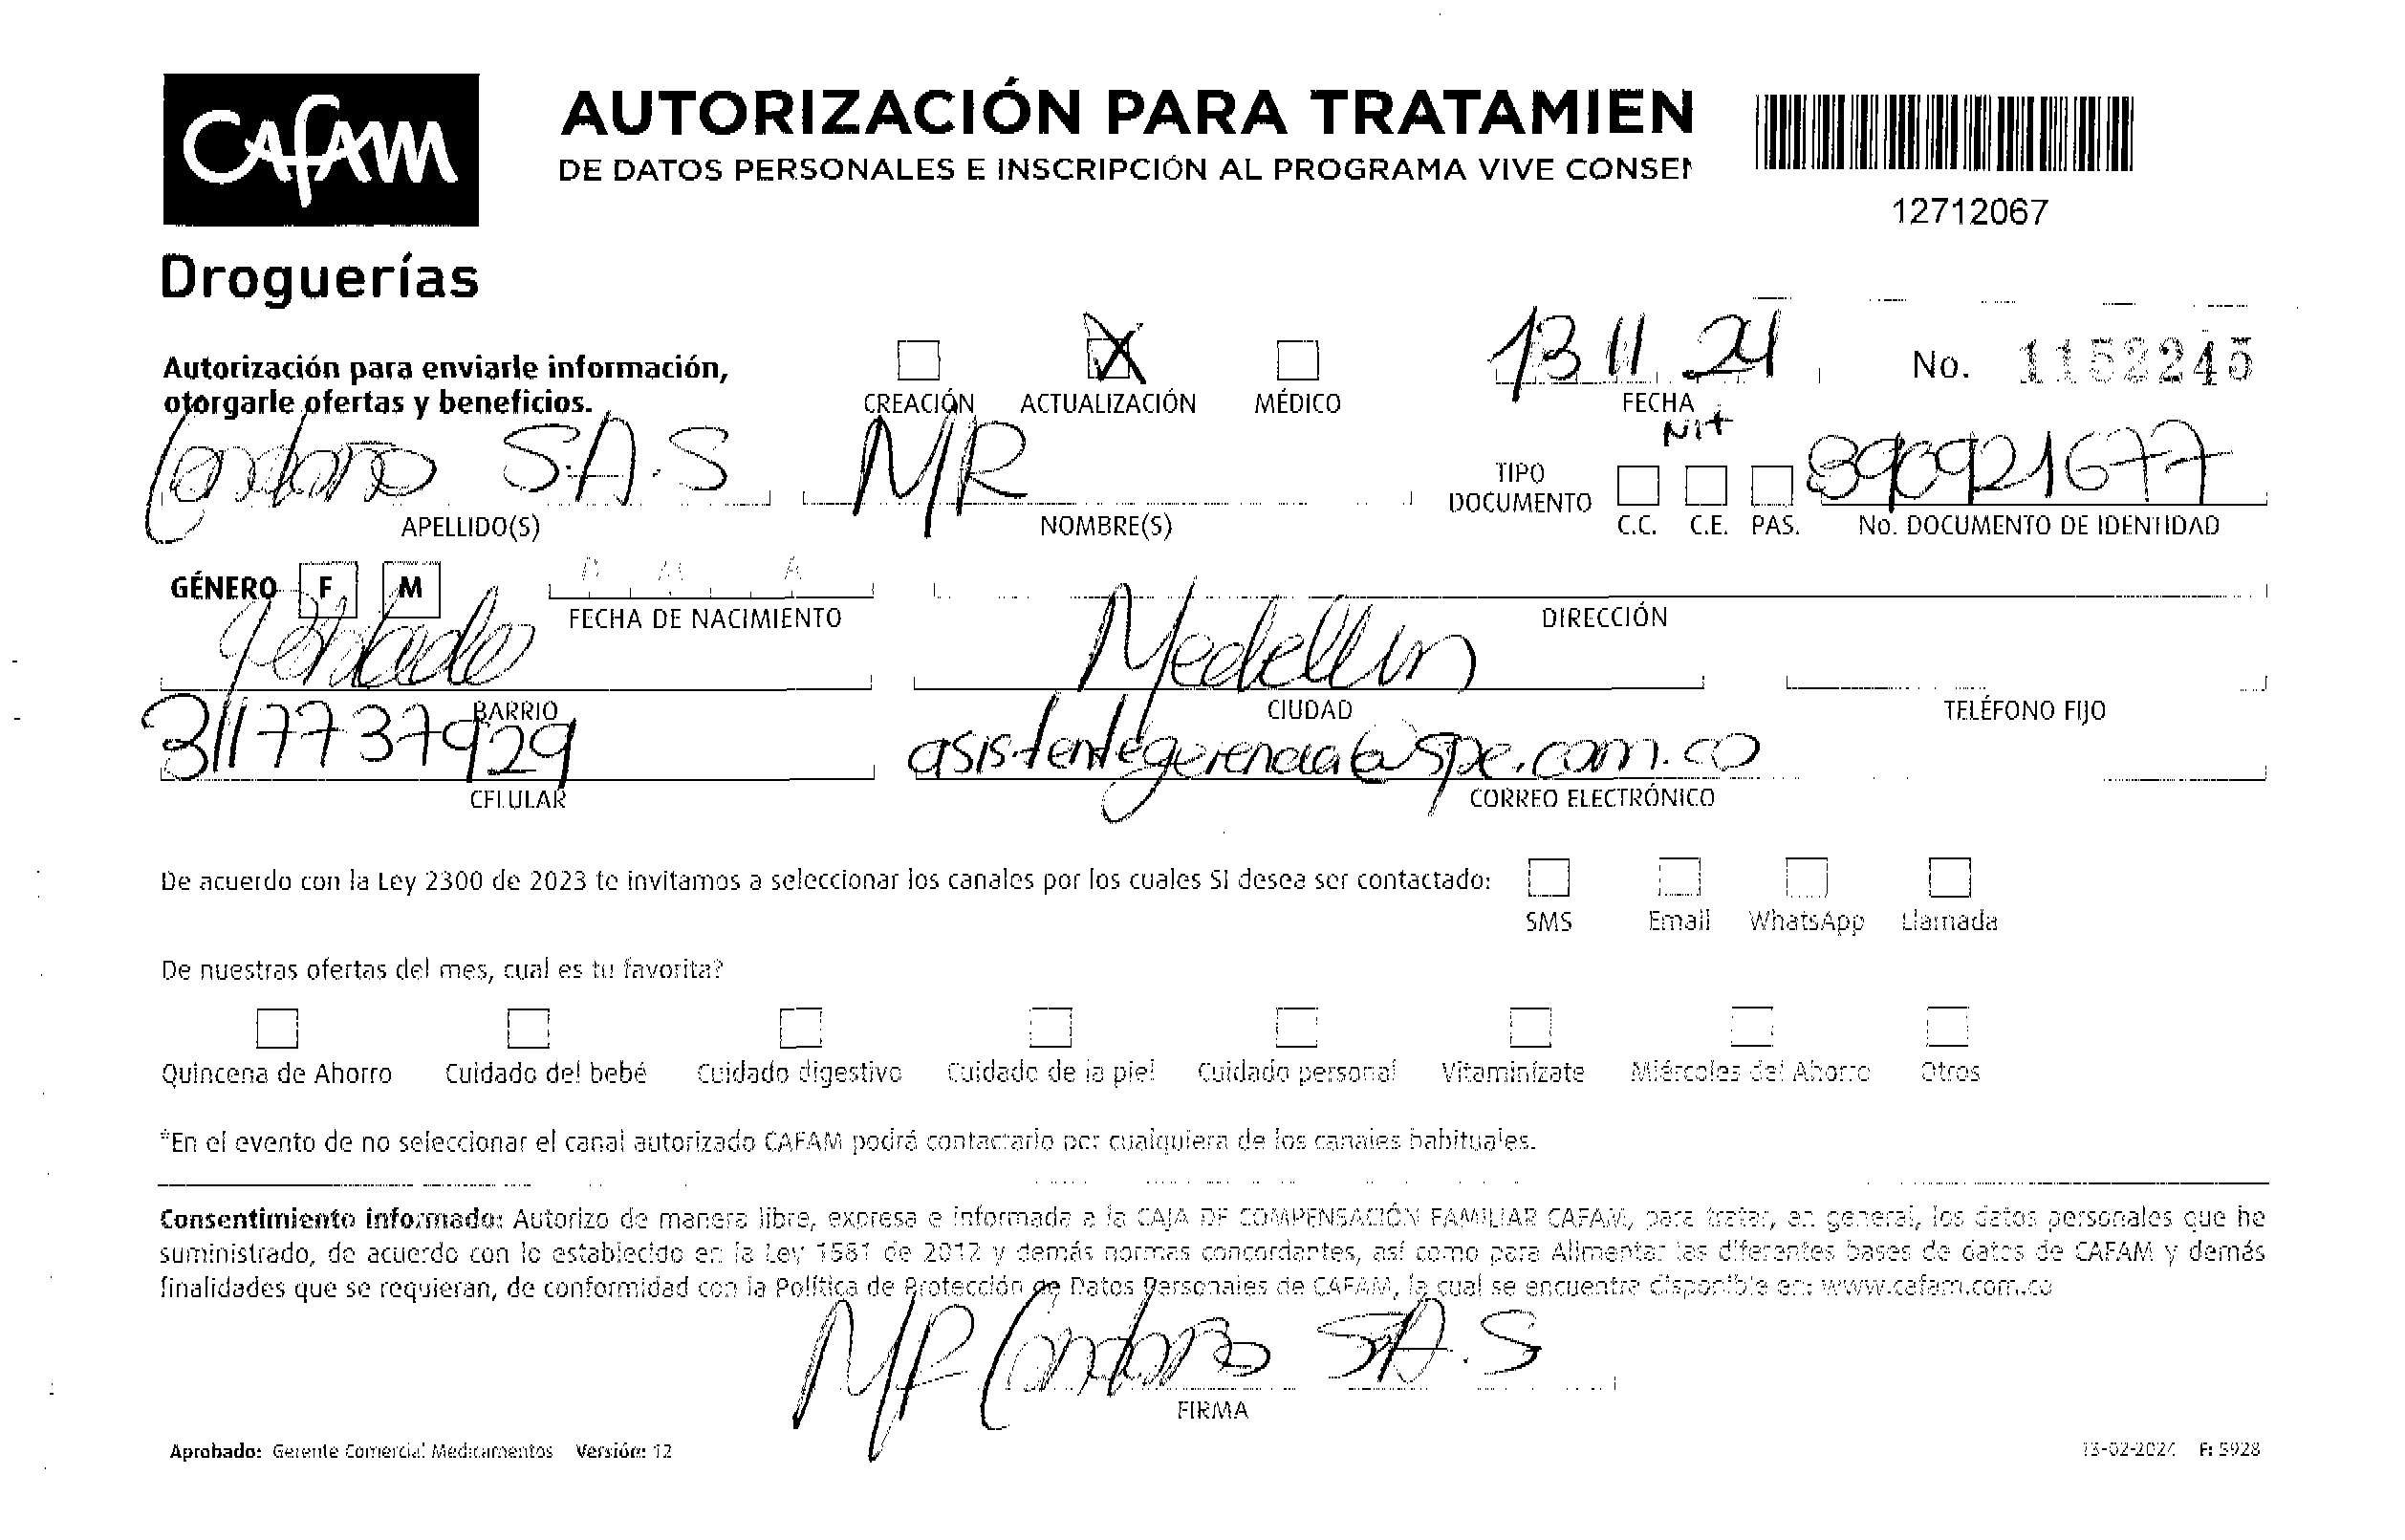 CAFAM
AUTORIZACIÓN PARA TRATAMIEN
DE DATOS PERSONALES E INSCRIPCIÓN AL PROGRAMA VIVE CONSEN
12712067
Droguerías
Autorización para enviarle información,
otorgarle ofertas y beneficios.
CREACIÓN ACTUALIZACIÓN MÉDICO
13 11 24
FECHA
No. 1152245
Londoño S.A.S MR
Nit
TIPO DOCUMENTO
C.C. C.E. PAS.
890921677
APELLIDO(S) NOMBRE(S) No. DOCUMENTO DE IDENTIDAD
GÉNERO F M
D M A
FECHA DE NACIMIENTO DIRECCIÓN
Poblado Medellin
BARRIO CIUDAD TELÉFONO FIJO
3117737929 asistentegerencia@spe.com.co
CELULAR CORREO ELECTRÓNICO
De acuerdo con la Ley 2300 de 2023 te invitamos a seleccionar los canales por los cuales SI desea ser contactado:
SMS Email WhatsApp Llamada
De nuestras ofertas del mes, cual es tu favorita?
Quincena de Ahorro Cuidado del bebé Cuidado digestivo Cuidado de la piel Cuidado personal Vitamínizate Miércoles del Ahorro Otros
*En el evento de no seleccionar el canal autorizado CAFAM podrá contactarlo por cualquiera de los canales habituales.
Consentimiento informado: Autorizo de manera libre, expresa e informada a la CAJA DE COMPENSACIÓN FAMILIAR CAFAM, para tratar, en general, los datos personales que he
suministrado, de acuerdo con lo establecido en la Ley 1581 de 2012 y demás normas concordantes, así como para Alimentar las diferentes bases de datos de CAFAM y demás
finalidades que se requieran, de conformidad con la Política de Protección de Datos Personales de CAFAM, la cual se encuentra disponible en: www.cafam.com.co
MR Londoño S.A.S
FIRMA
Aprobado: Gerente Comercial Medicamentos Versión: 12
13-02-2024 F: 5928